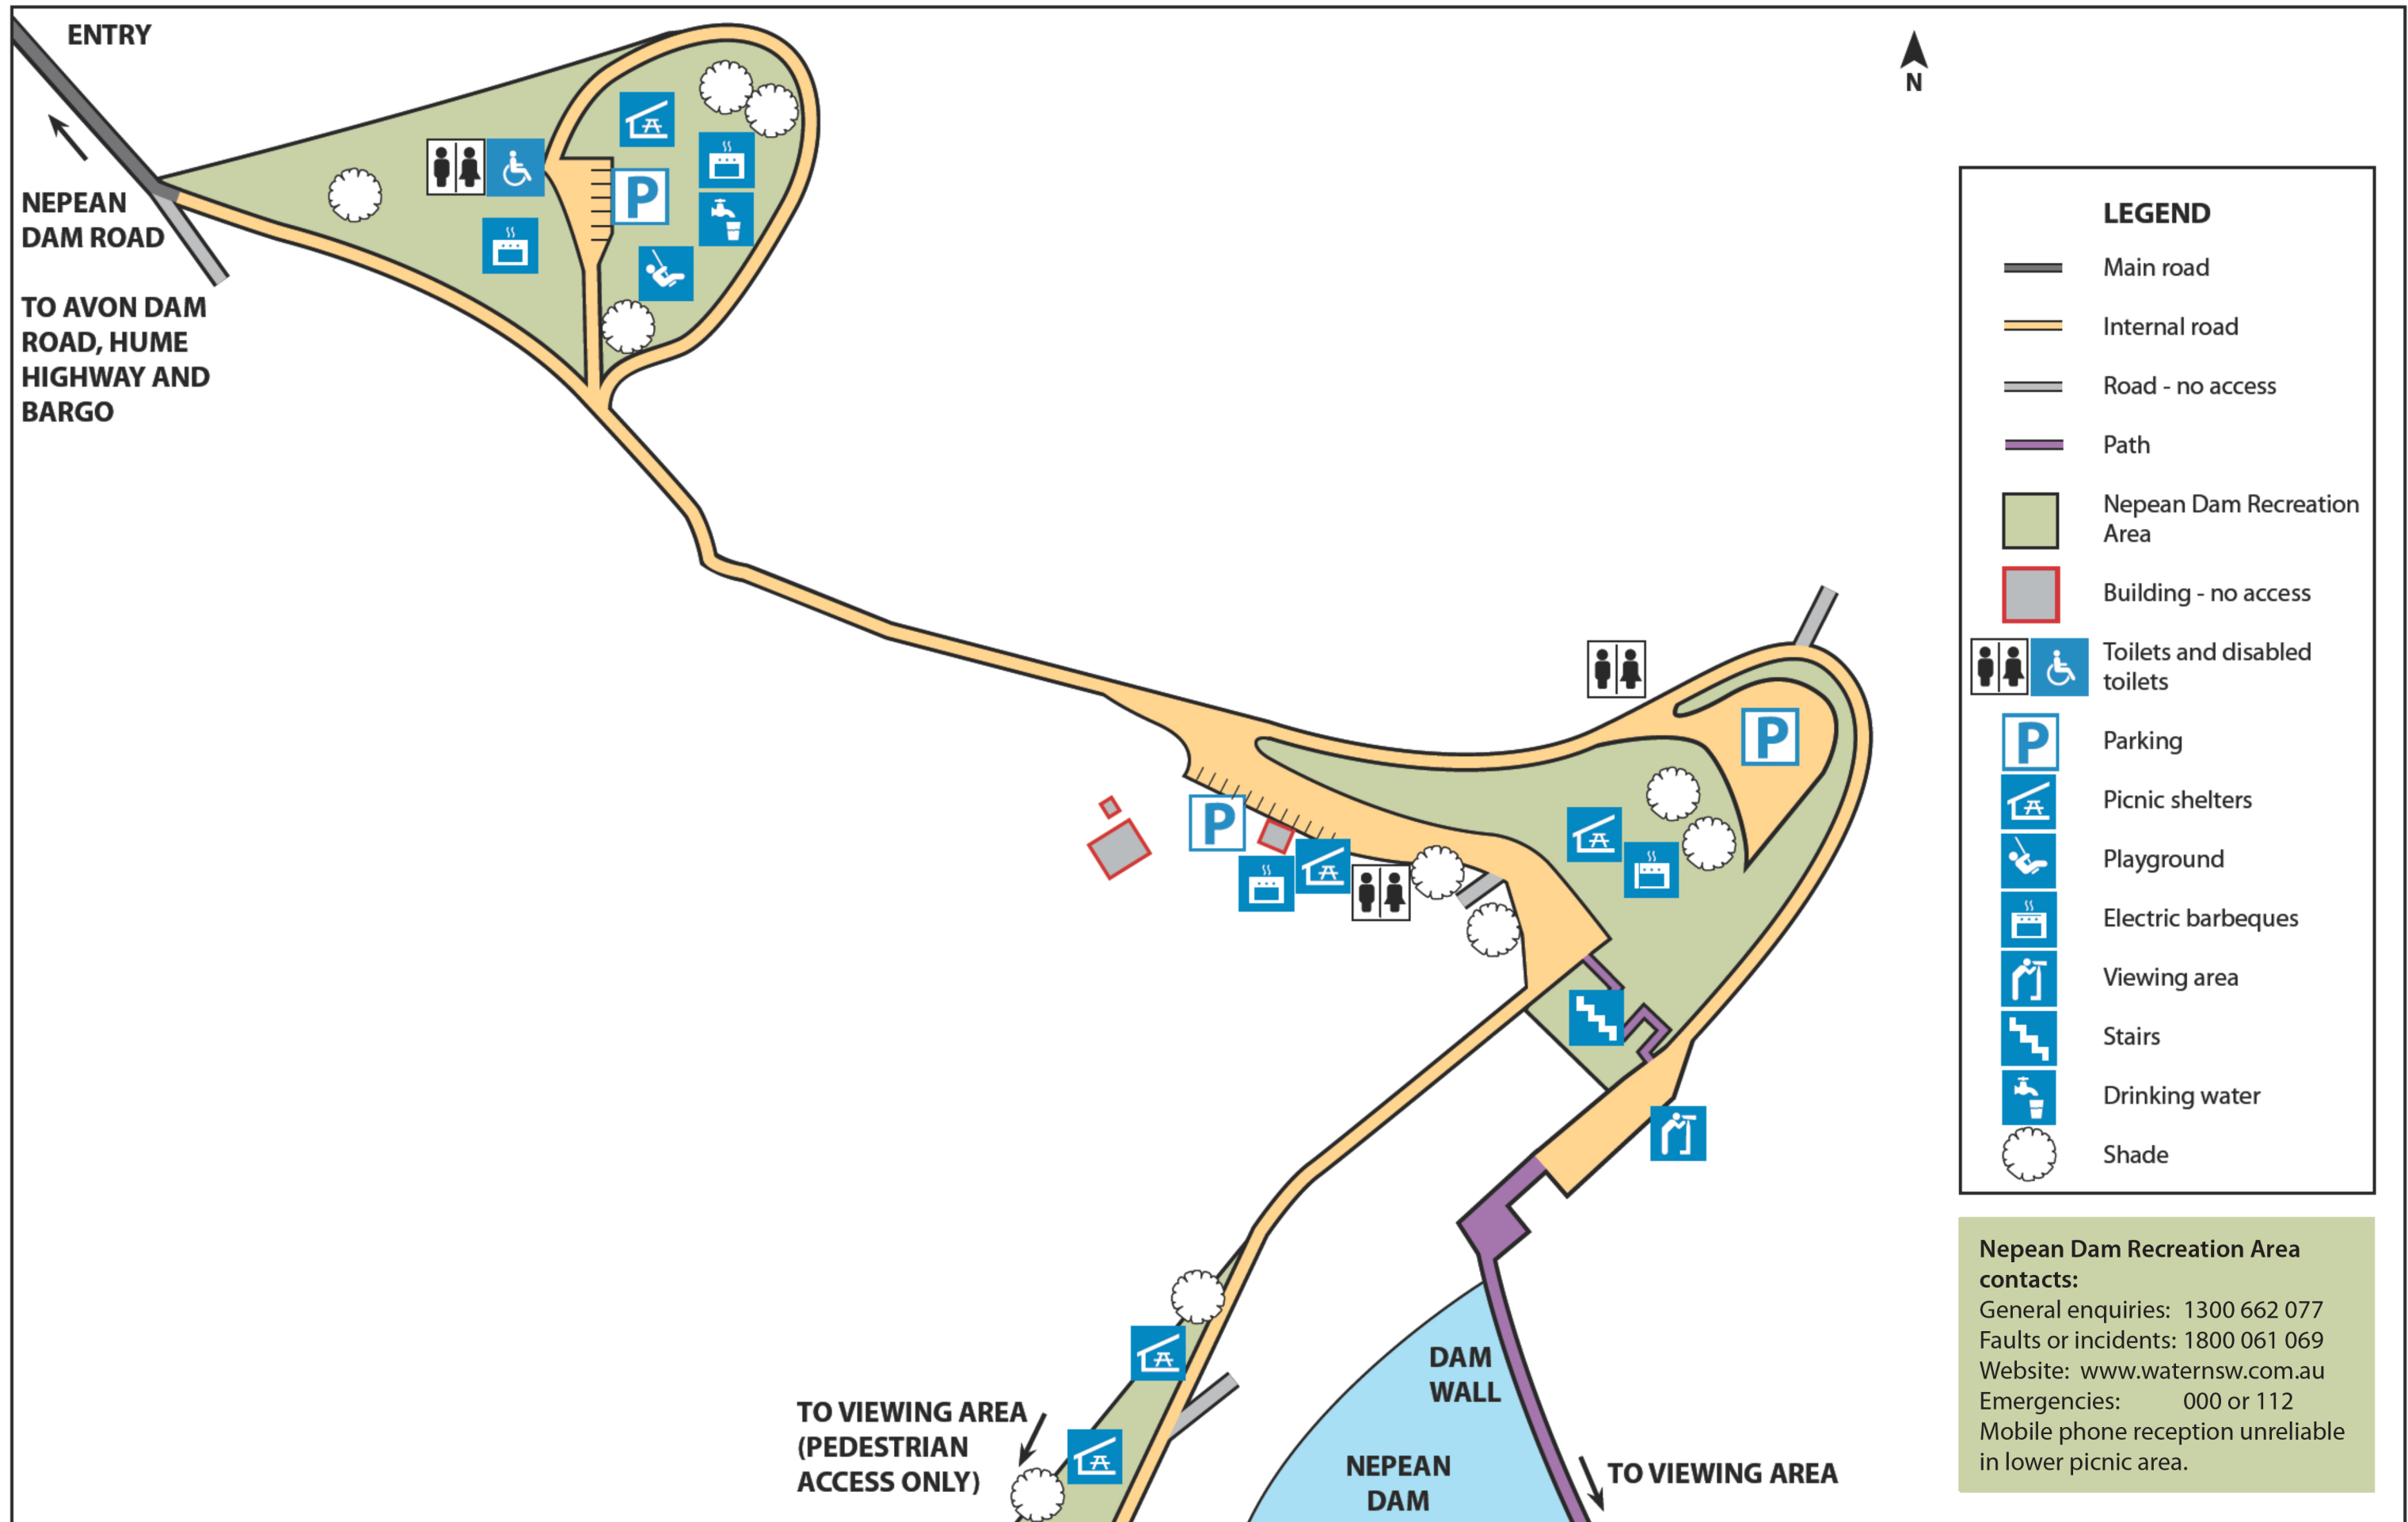 ENTRY
N
NEPEAN
DAM ROAD
TO AVON DAM
ROAD, HUME
HIGHWAY AND
BARGO
P
P
P
TO VIEWING AREA
(PEDESTRIAN
ACCESS ONLY)
DAM
WALL
NEPEAN
DAM
TO VIEWING AREA
LEGEND
Main road
Internal road
Road - no access
Path
Nepean Dam Recreation
Area
Building - no access
Toilets and disabled
toilets
P
Parking
Picnic shelters
Playground
Electric barbeques
Viewing area
Stairs
Drinking water
Shade
Nepean Dam Recreation Area
contacts:
General enquiries: 1300 662 077
Faults or incidents: 1800 061 069
Website: www.waternsw.com.au
Emergencies: 000 or 112
Mobile phone reception unreliable
in lower picnic area.